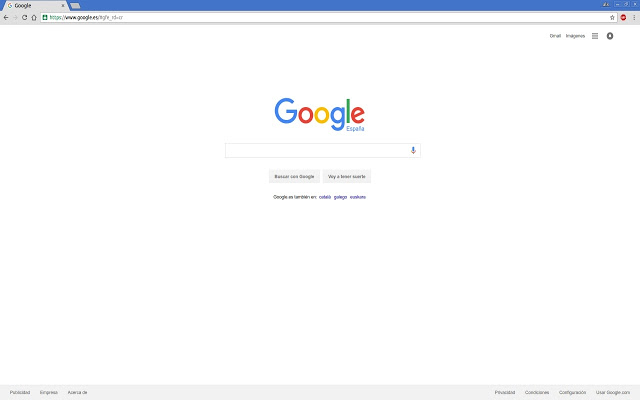 Google
https://www.google.es/?gfe_rd=cr
Gmail Imágenes
Google
España
Buscar con Google Voy a tener suerte
Google.es también en: català galego euskara
Publicidad Empresa Acerca de Privacidad Condiciones Configuración Usar Google.com